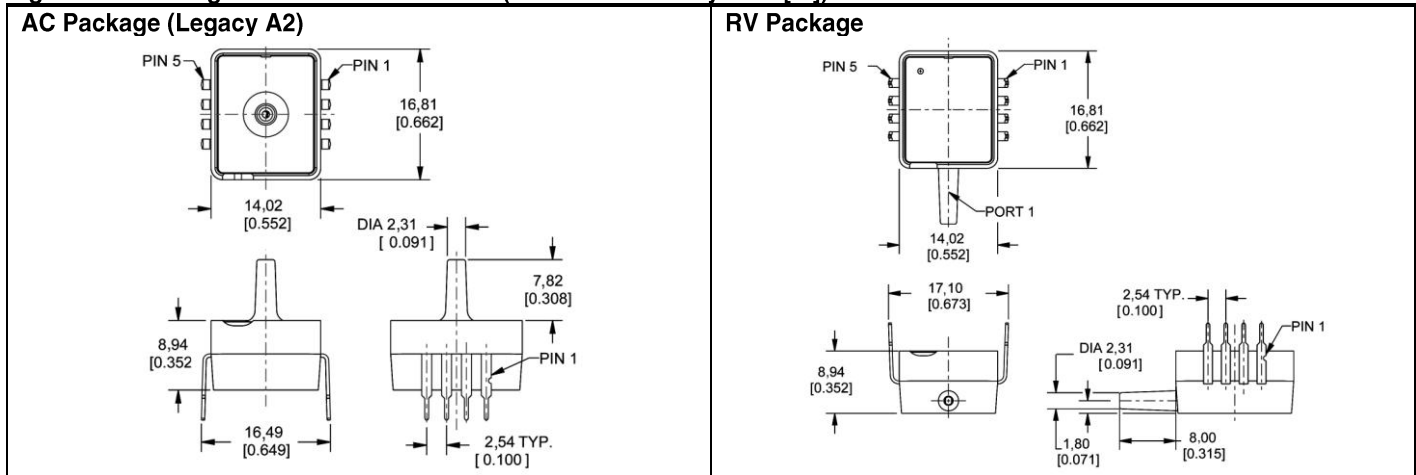 AC Package (Legacy A2)
PIN 5
PIN 1
16,81
[0.662]
14,02
[0.552]
DIA 2,31
[ 0.091]
7,82
[0.308]
8,94
[0.352
PIN 1
16,49
[0.649]
2,54 TYP.
[ 0.100 ]
RV Package
PIN 5
PIN 1
16,81
[0.662]
PORT 1
14,02
[0.552]
17,10
[0.673]
2,54 TYP.
[0.100 ]
PIN 1
DIA 2,31
[0.091]
8,94
[0.352]
1,80
[0.071]
8,00
[0.315]